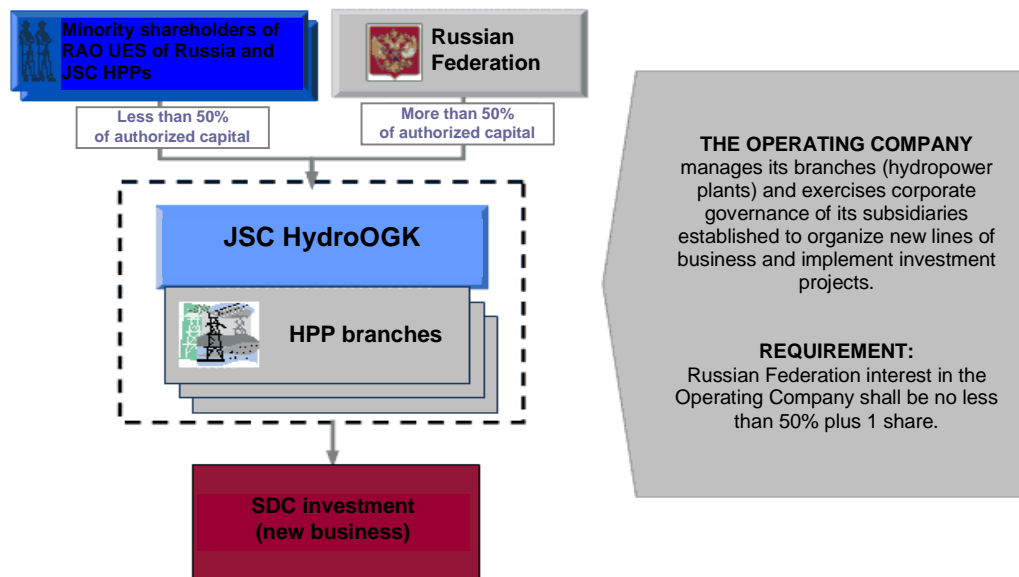 Minority shareholders of
RAO UES of Russia and
JSC HPPs
Russian
Federation
Less than 50%
of authorized capital
More than 50%
of authorized capital
JSC HydroOGK
HPP branches
SDC investment
(new business)
THE OPERATING COMPANY
manages its branches (hydropower
plants) and exercises corporate
governance of its subsidiaries
established to organize new lines of
business and implement investment
projects.
REQUIREMENT:
Russian Federation interest in the
Operating Company shall be no less
than 50% plus 1 share.